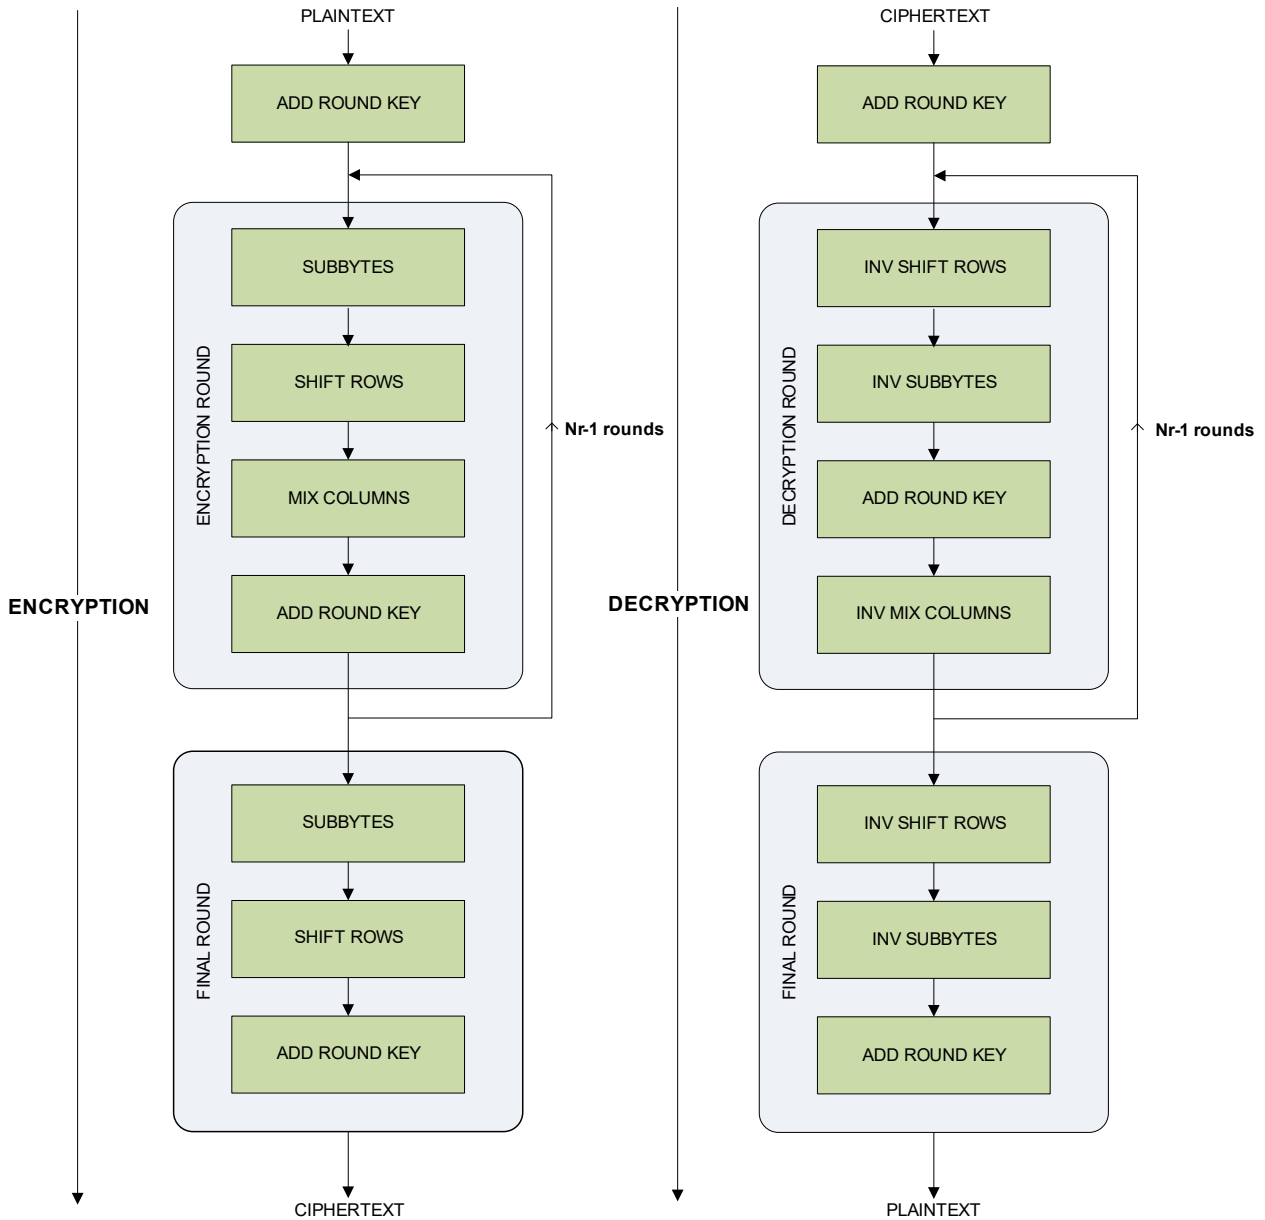 PLAINTEXT
ADD ROUND KEY
SUBBYTES
SHIFT ROWS
MIX COLUMNS
ADD ROUND KEY
ENCRYPTION ROUND
Nr-1 rounds
ENCRYPTION
SUBBYTES
SHIFT ROWS
ADD ROUND KEY
FINAL ROUND
CIPHERTEXT
CIPHERTEXT
ADD ROUND KEY
INV SHIFT ROWS
INV SUBBYTES
ADD ROUND KEY
INV MIX COLUMNS
DECRYPTION ROUND
Nr-1 rounds
DECRYPTION
INV SHIFT ROWS
INV SUBBYTES
ADD ROUND KEY
FINAL ROUND
PLAINTEXT